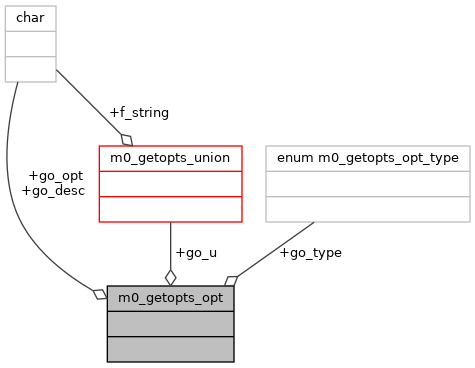 char
+f_string
m0_getopts_union
enum m0_getopts_opt_type
+go_opt
+go_desc
+go_u
+go_type
m0_getopts_opt